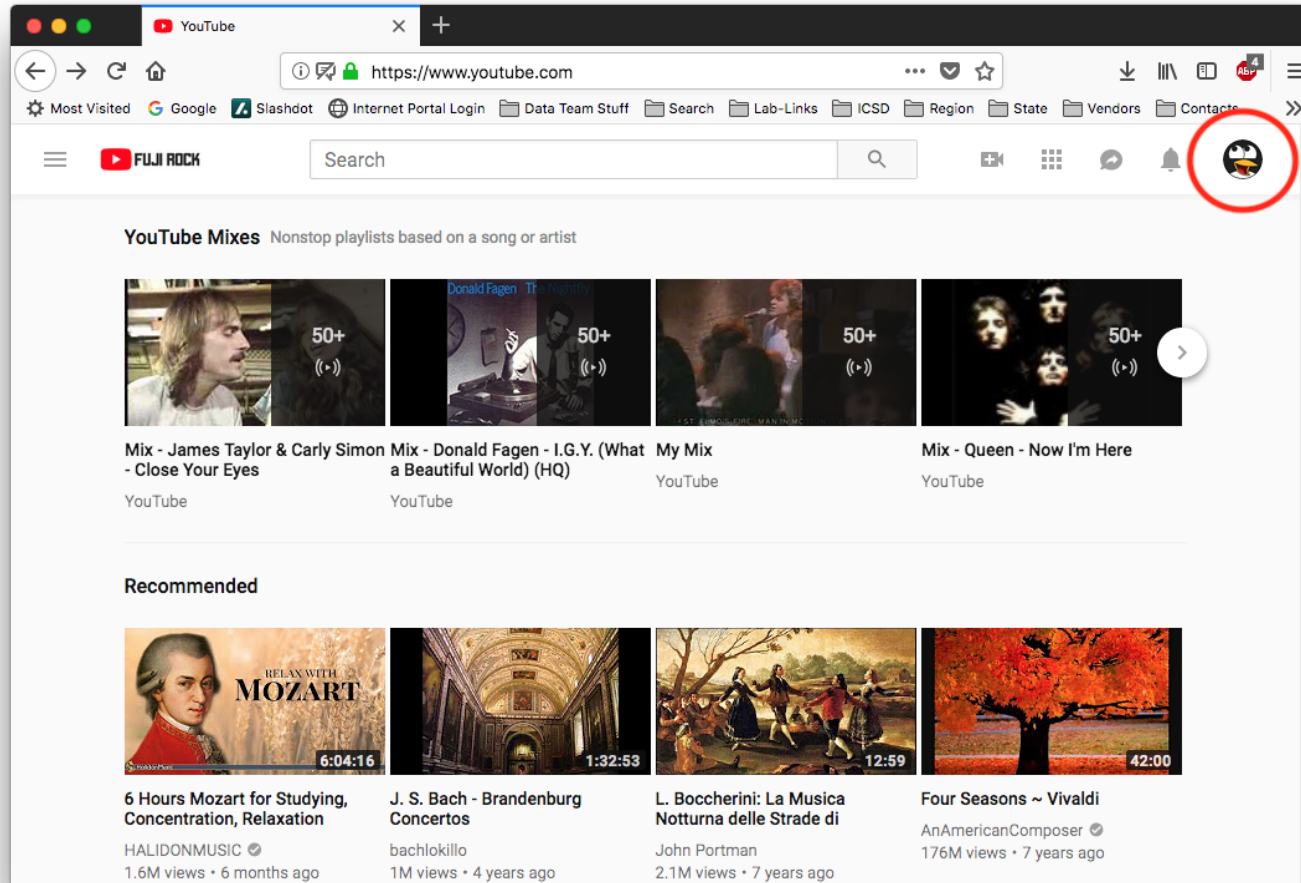 YouTube
https://www.youtube.com
4
ABP
Most Visited Google Slashdot Internet Portal Login Data Team Stuff Search Lab-Links ICSD Region State Vendors Contacts
FUJI ROCK
Search
YouTube Mixes Nonstop playlists based on a song or artist
Donald Fagen The Nightfly
50+ 50+ 50+ 50+
Mix - James Taylor & Carly Simon
- Close Your Eyes
YouTube
Mix - Donald Fagen - I.G.Y. (What
a Beautiful World) (HQ)
YouTube
My Mix
YouTube
Mix - Queen - Now I'm Here
YouTube
Recommended
RELAX WITH
MOZART
HalidonMusic
6:04:16
1:32:53
12:59
42:00
6 Hours Mozart for Studying,
Concentration, Relaxation
HALIDONMUSIC
1.6M views • 6 months ago
J. S. Bach - Brandenburg
Concertos
bachlokillo
1M views • 4 years ago
L. Boccherini: La Musica
Notturna delle Strade di
John Portman
2.1M views • 7 years ago
Four Seasons ~ Vivaldi
AnAmericanComposer
176M views • 7 years ago